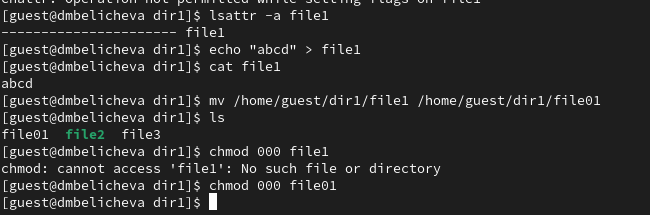 chattr: Operation not permitted while setting flags on file1
[guest@dmbelicheva dir1]$ lsattr -a file1
---------------------- file1
[guest@dmbelicheva dir1]$ echo "abcd" > file1
[guest@dmbelicheva dir1]$ cat file1
abcd
[guest@dmbelicheva dir1]$ mv /home/guest/dir1/file1 /home/guest/dir1/file01
[guest@dmbelicheva dir1]$ ls
file01  file2  file3
[guest@dmbelicheva dir1]$ chmod 000 file1
chmod: cannot access 'file1': No such file or directory
[guest@dmbelicheva dir1]$ chmod 000 file01
[guest@dmbelicheva dir1]$